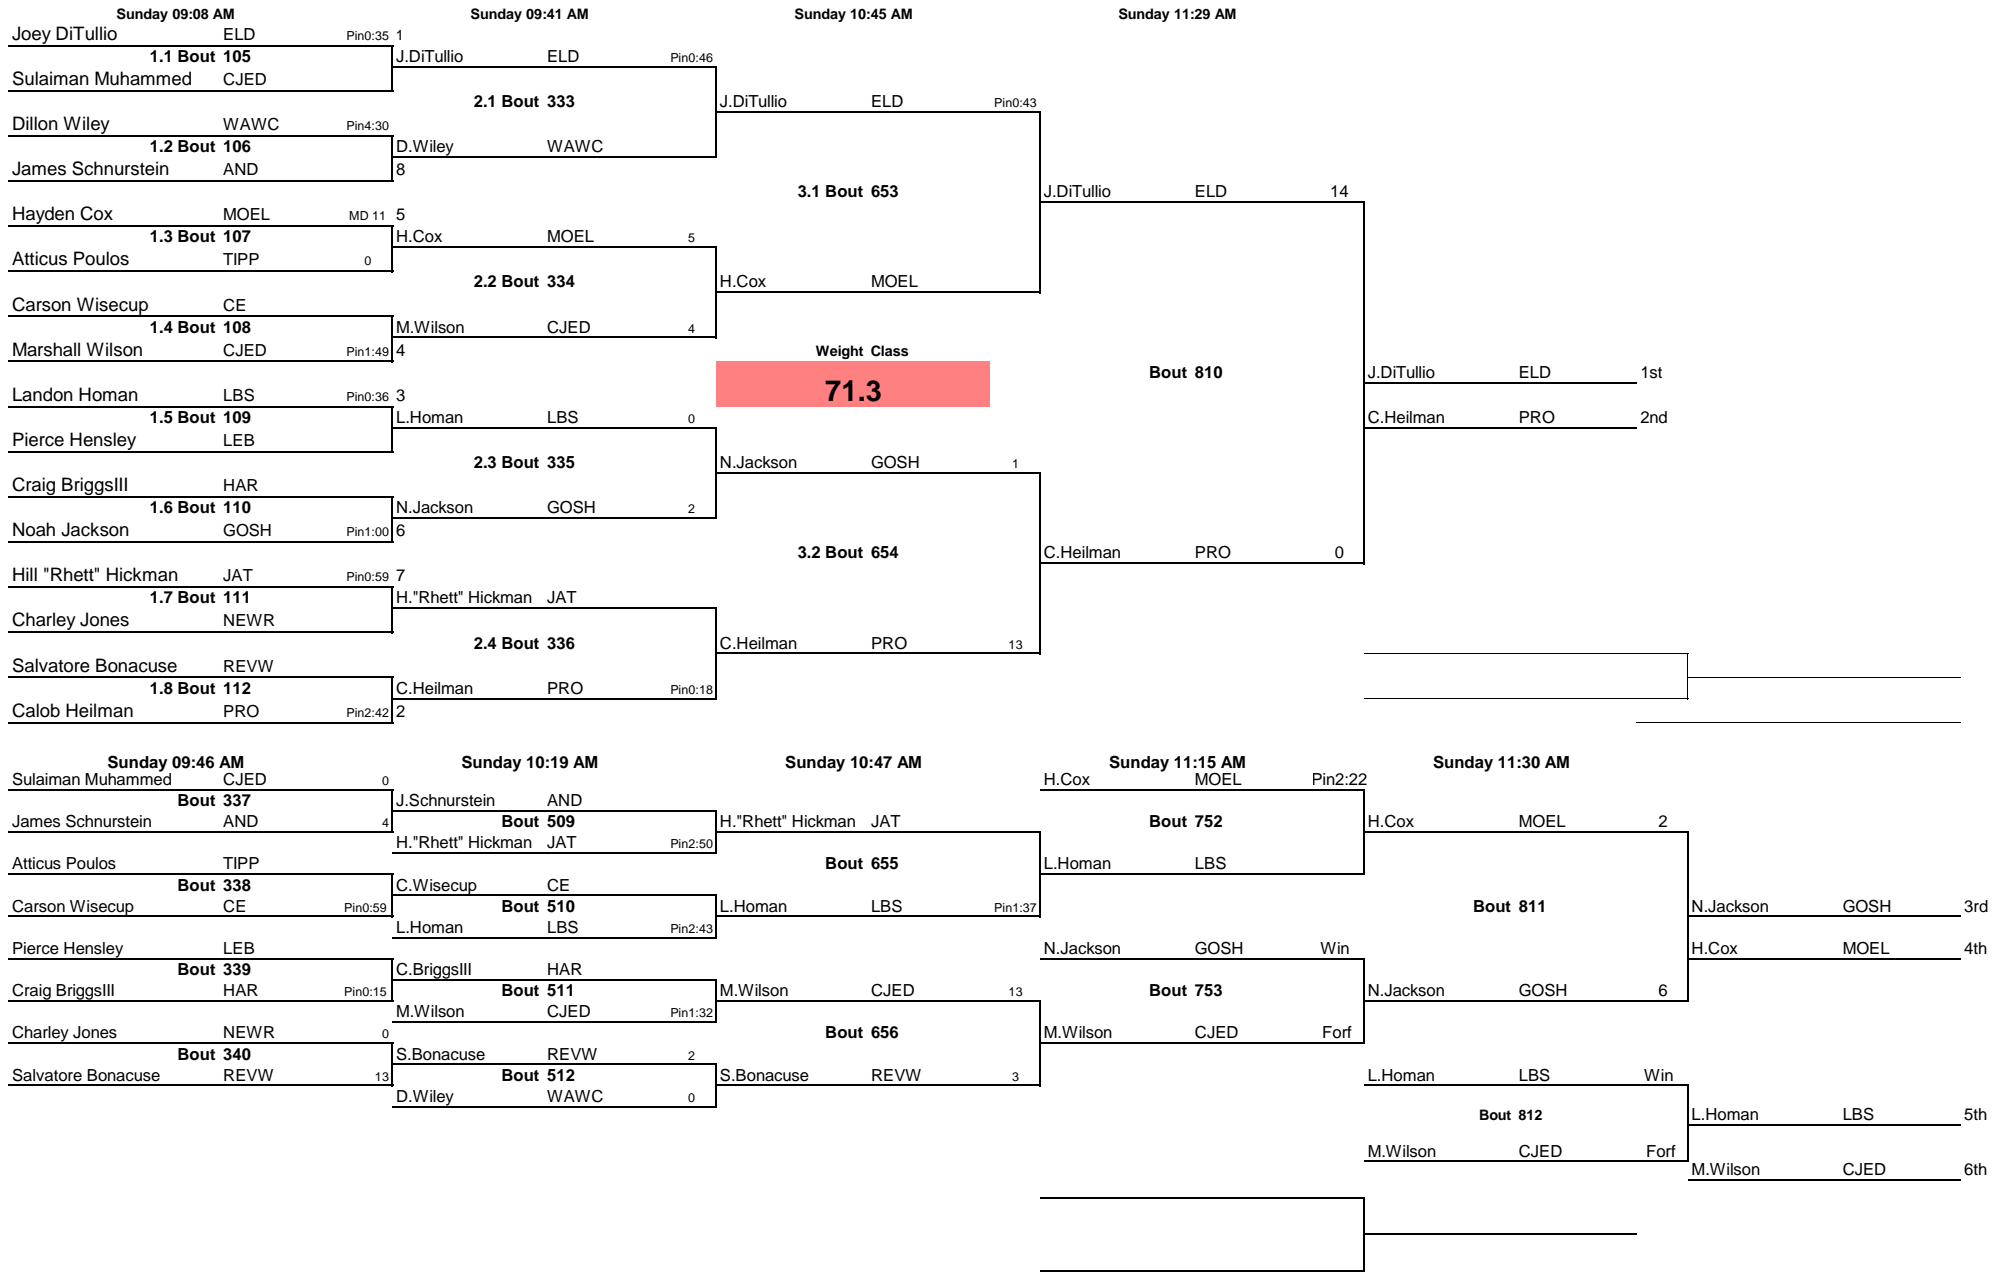 Sunday 09:08 AM Sunday 09:41 AM Sunday 10:45 AM Sunday 11:29 AM
Joey DiTullio ELD Pin0:35 1
1.1 Bout 105 J.DiTullio ELD Pin0:46
Sulaiman Muhammed CJED
2.1 Bout 333 J.DiTullio ELD Pin0:43
Dillon Wiley WAWC Pin4:30
1.2 Bout 106 D.Wiley WAWC
James Schnurstein AND 8
3.1 Bout 653 J.DiTullio ELD 14
Hayden Cox MOEL MD 11 5
1.3 Bout 107 H.Cox MOEL 5
Atticus Poulos TIPP 0
2.2 Bout 334 H.Cox MOEL
Carson Wisecup CE
1.4 Bout 108 M.Wilson CJED 4
Marshall Wilson CJED Pin1:49 4 Weight Class
Bout 810 J.DiTullio ELD 1st
71.3
Landon Homan LBS Pin0:36 3
1.5 Bout 109 L.Homan LBS 0 C.Heilman PRO 2nd
Pierce Hensley LEB
2.3 Bout 335 N.Jackson GOSH 1
Craig BriggsIII HAR
1.6 Bout 110 N.Jackson GOSH 2
Noah Jackson GOSH Pin1:00 6
3.2 Bout 654 C.Heilman PRO 0
Hill "Rhett" Hickman JAT Pin0:59 7
1.7 Bout 111 H."Rhett" Hickman JAT
Charley Jones NEWR
2.4 Bout 336 C.Heilman PRO 13
Salvatore Bonacuse REVW
1.8 Bout 112 C.Heilman PRO Pin0:18
Calob Heilman PRO Pin2:42 2
Sunday 09:46 AM Sunday 10:19 AM Sunday 10:47 AM Sunday 11:15 AM Sunday 11:30 AM
Sulaiman Muhammed CJED 0 H.Cox MOEL Pin2:22
Bout 337 J.Schnurstein AND
James Schnurstein AND 4 Bout 509 H."Rhett" Hickman JAT Bout 752 H.Cox MOEL 2
H."Rhett" Hickman JAT Pin2:50
Atticus Poulos TIPP Bout 655 L.Homan LBS
Bout 338 C.Wisecup CE
Carson Wisecup CE Pin0:59 Bout 510 L.Homan LBS Pin1:37 Bout 811 N.Jackson GOSH 3rd
L.Homan LBS Pin2:43
Pierce Hensley LEB N.Jackson GOSH Win H.Cox MOEL 4th
Bout 339 C.BriggsIII HAR
Craig BriggsIII HAR Pin0:15 Bout 511 M.Wilson CJED 13 Bout 753 N.Jackson GOSH 6
M.Wilson CJED Pin1:32
Charley Jones NEWR 0 Bout 656 M.Wilson CJED Forf
Bout 340 S.Bonacuse REVW 2
Salvatore Bonacuse REVW 13 Bout 512 S.Bonacuse REVW 3 L.Homan LBS Win
D.Wiley WAWC 0
Bout 812 L.Homan LBS 5th
M.Wilson CJED Forf
M.Wilson CJED 6th